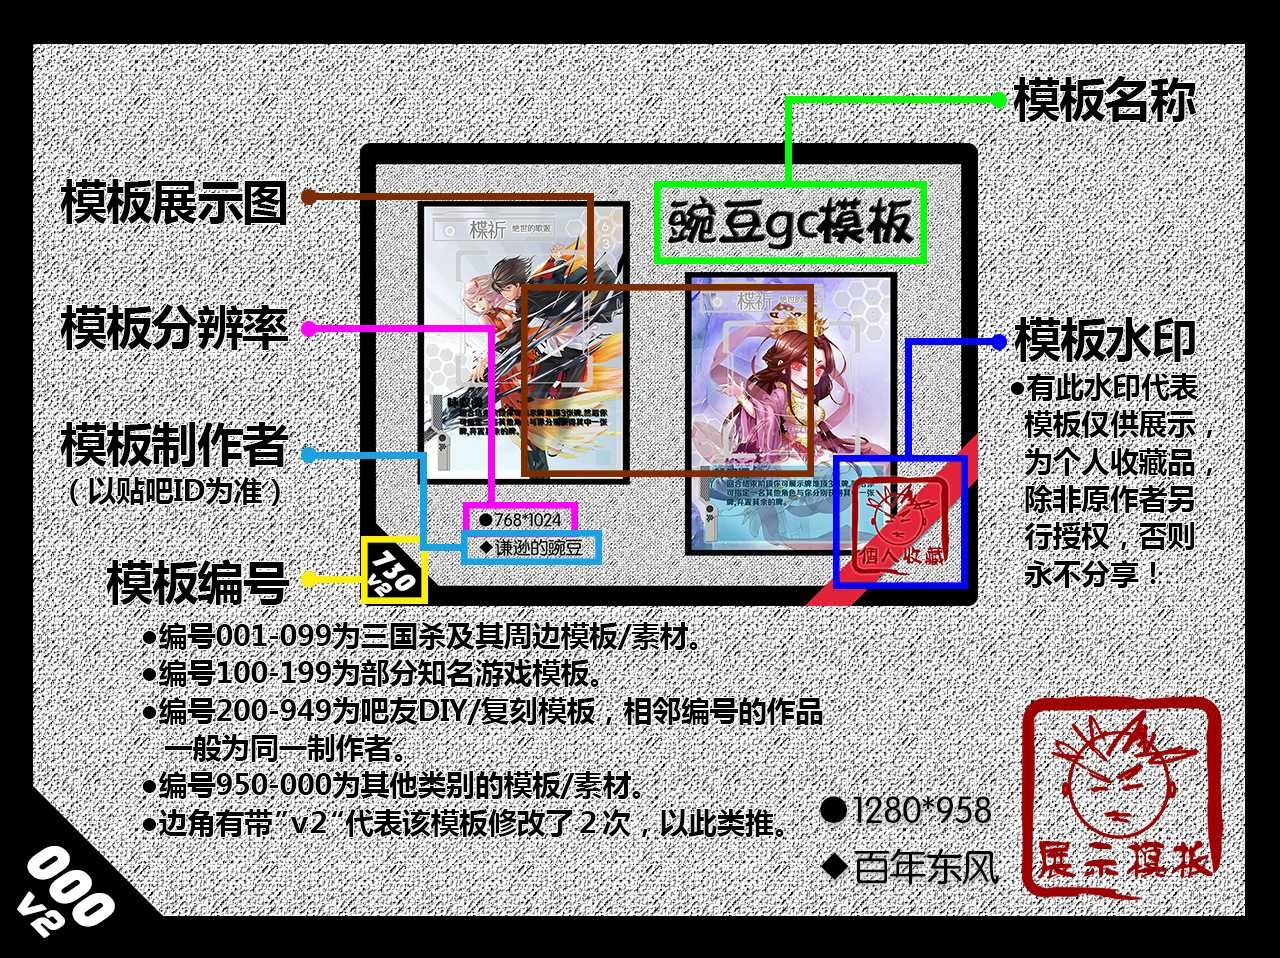 模板名称
模板展示图
豌豆gc模板
楪祈 绝世的歌姬
楪祈
模板分辨率
模板水印
●有此水印代表
模板仅供展示，
为个人收藏品，
除非原作者另
行授权，否则
永不分享！
模板制作者
（以贴吧ID为准）
●768*1024
◆谦逊的豌豆
個人收藏
730
v2
模板编号
●编号001-099为三国杀及其周边模板/素材。
●编号100-199为部分知名游戏模板。
●编号200-949为吧友DIY/复刻模板，相邻编号的作品
一般为同一制作者。
●编号950-000为其他类别的模板/素材。
●边角有带"v2"代表该模板修改了２次，以此类推。
●1280*958
◆百年东风
展示模板
000
v2